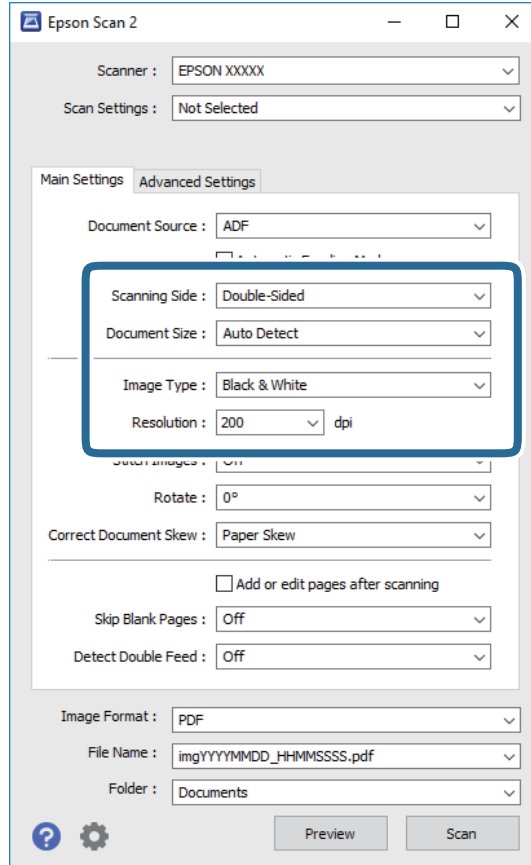 Epson Scan 2
Scanner : EPSON XXXXX
Scan Settings : Not Selected
Main Settings Advanced Settings
Document Source : ADF
Scanning Side : Double-Sided
Document Size : Auto Detect
Image Type : Black & White
Resolution : 200 dpi
Stitch Images : Off
Rotate : 0°
Correct Document Skew : Paper Skew
Add or edit pages after scanning
Skip Blank Pages : Off
Detect Double Feed : Off
Image Format : PDF
File Name : imgYYYYMMDD_HHMMSSSS.pdf
Folder : Documents
? Preview Scan